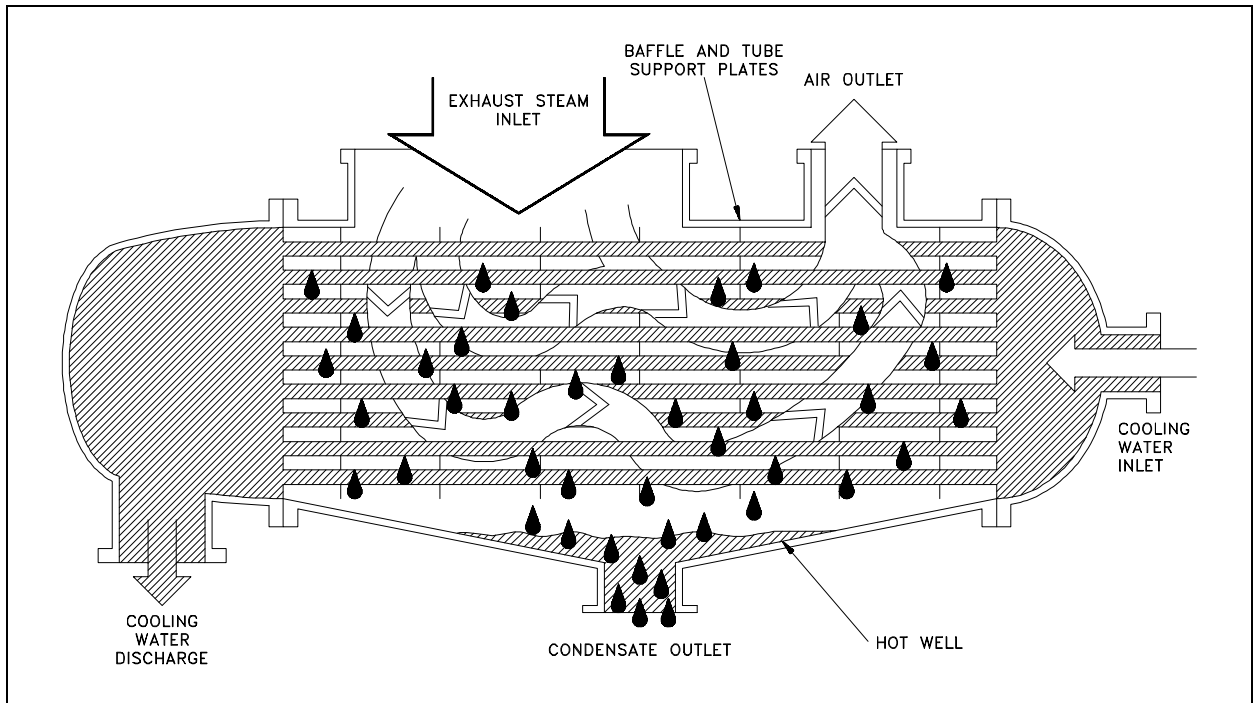 BAFFLE AND TUBE
SUPPORT PLATES
AIR OUTLET
EXHAUST STEAM
INLET
COOLING
WATER
INLET
COOLING
WATER
DISCHARGE
CONDENSATE OUTLET
HOT WELL